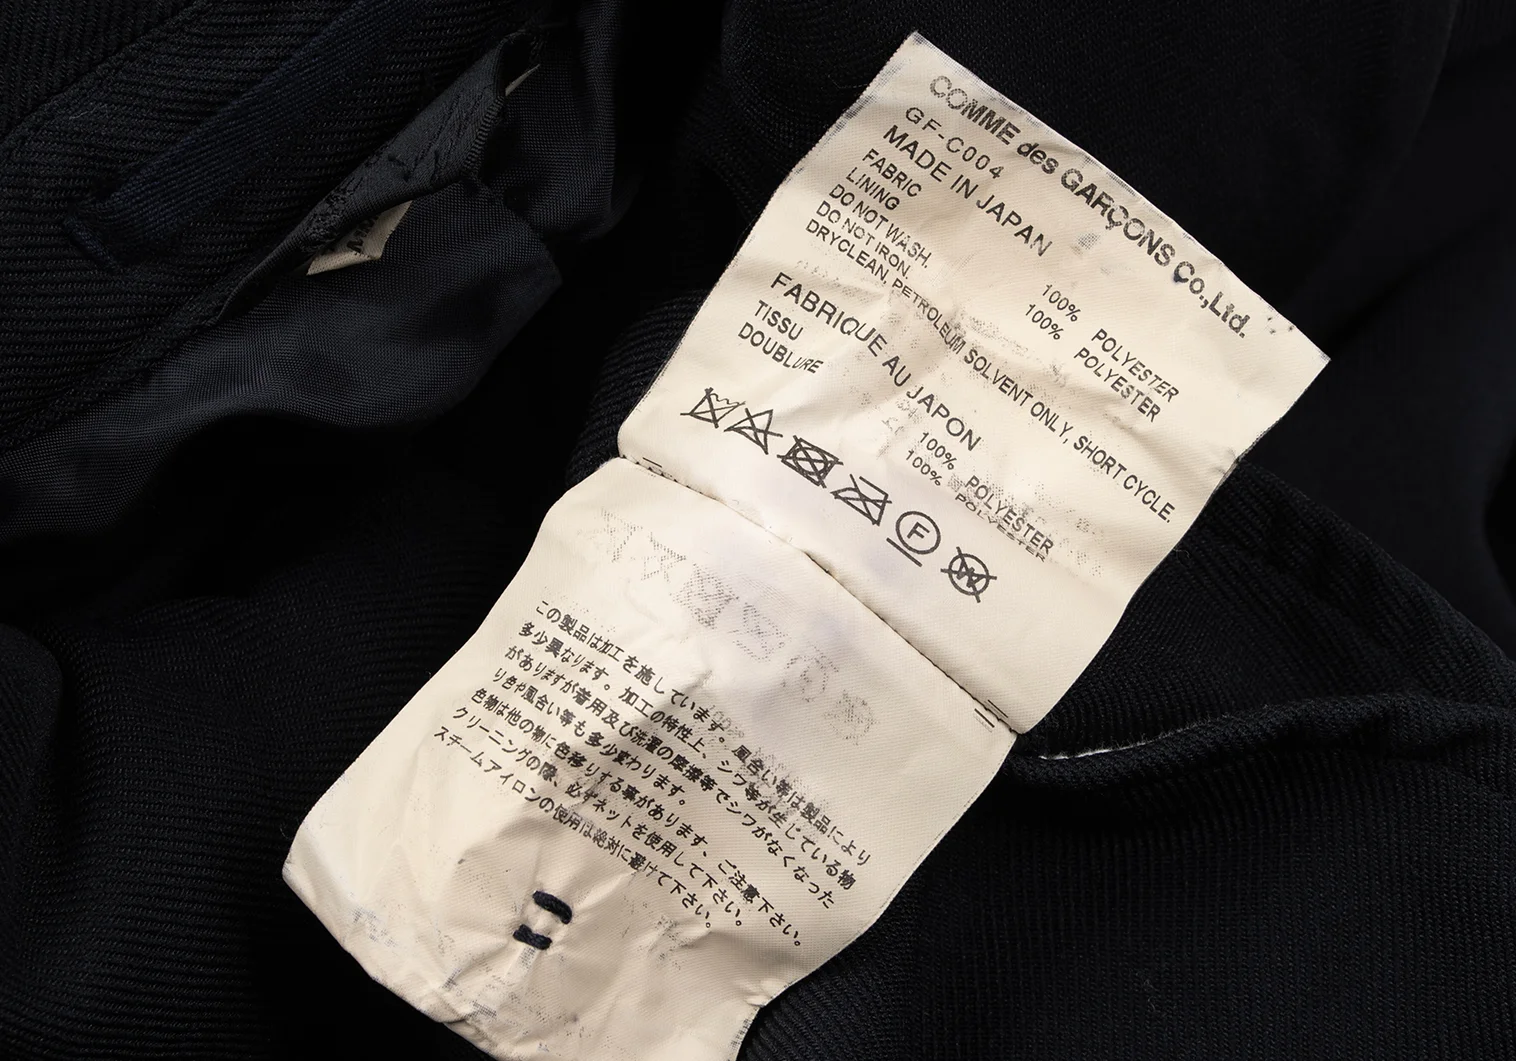 COMME des GARÇONS Co.,Ltd.
GF-C004
MADE IN JAPAN
FABRIC 100% POLYESTER
LINING 100% POLYESTER
DO NOT WASH.
DO NOT IRON.
DRYCLEAN, PETROLEUM SOLVENT ONLY, SHORT CYCLE.
FABRIQUE AU JAPON
TISSU 100% POLYESTER
DOUBLURE 100% POLYESTER
F
W
この製品は加工を施しています。風合い等は製品により
多少異なります。加工の特性上、シワ等が生じている物
がありますが着用及び洗濯の摩擦等でシワがなくなった
り色や風合い等も多少変わります。
色物は他の物に色移りする事があります、ご注意下さい。
クリーニングの際、必ずネットを使用して下さい。
スチームアイロンの使用は絶対に避けて下さい。